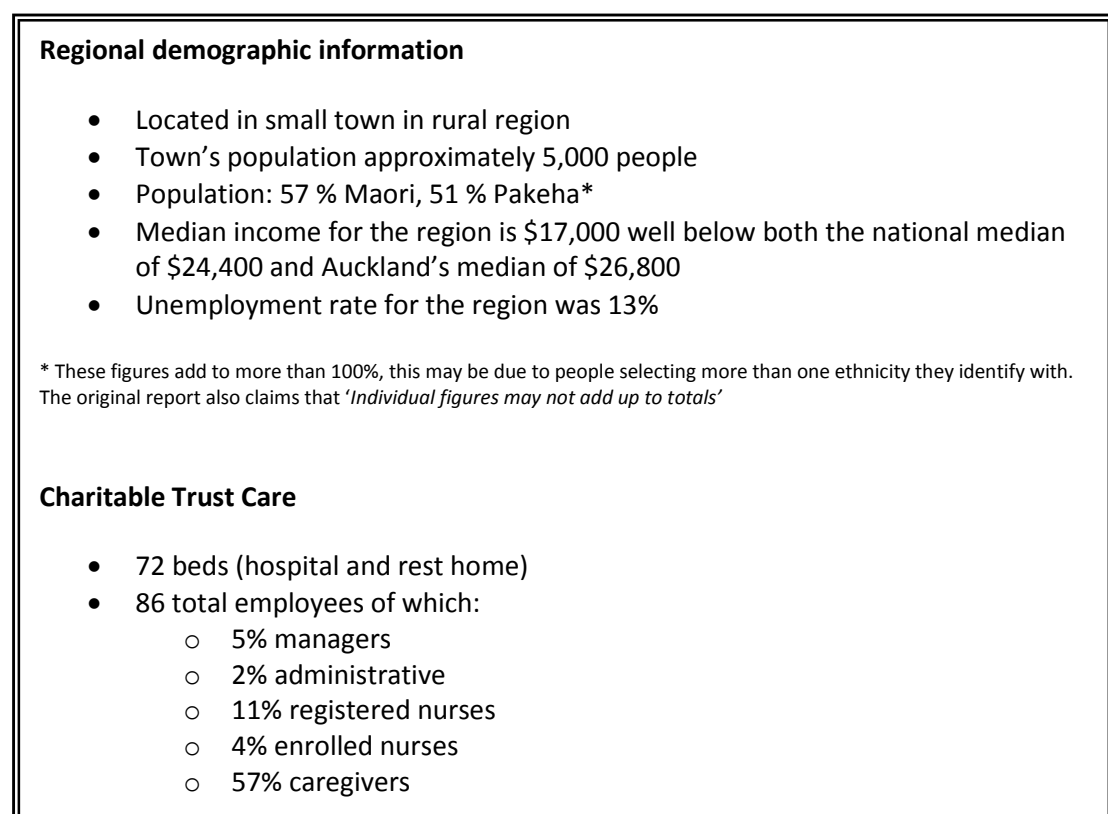 Regional demographic information
• Located in small town in rural region
• Town's population approximately 5,000 people
• Population: 57 % Maori, 51 % Pakeha*
• Median income for the region is $17,000 well below both the national median
of $24,400 and Auckland's median of $26,800
• Unemployment rate for the region was 13%
* These figures add to more than 100%, this may be due to people selecting more than one ethnicity they identify with.
The original report also claims that 'Individual figures may not add up to totals'
Charitable Trust Care
• 72 beds (hospital and rest home)
• 86 total employees of which:
o 5% managers
o 2% administrative
o 11% registered nurses
o 4% enrolled nurses
o 57% caregivers